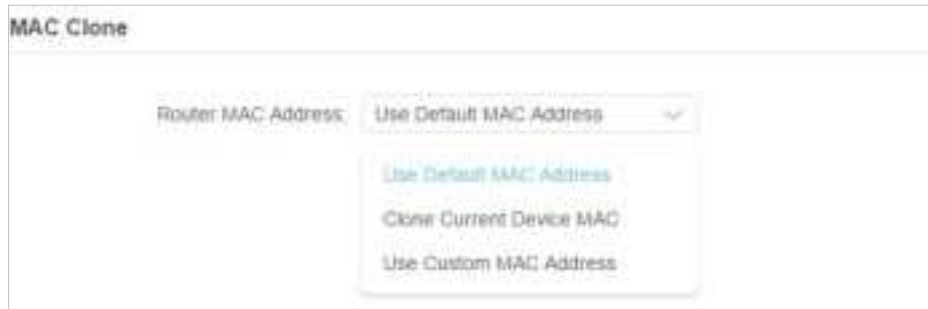 MAC Clone
Router MAC Address: Use Default MAC Address
Use Default MAC Address
Clone Current Device MAC
Use Custom MAC Address